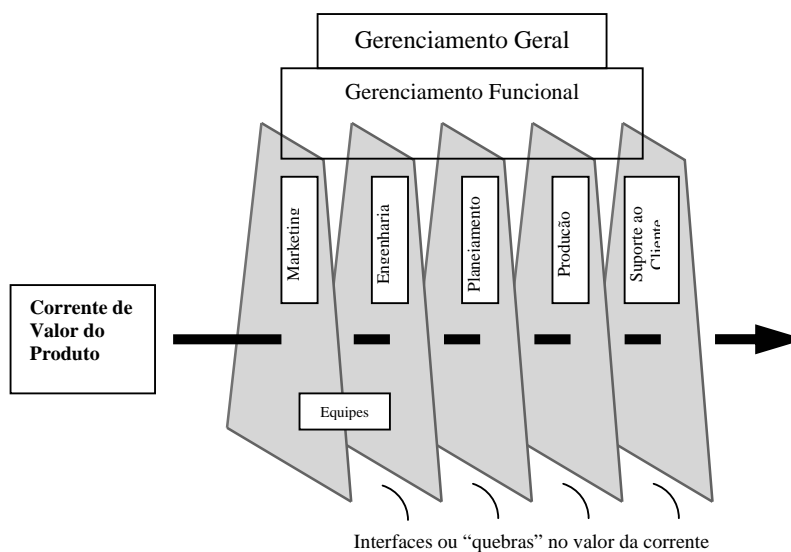 Gerenciamento Geral
Gerenciamento Funcional
Marketing
Engenharia
Planejamento
Produção
Suporte ao
Cliente
Corrente de
Valor do
Produto
Equipes
Interfaces ou “quebras” no valor da corrente